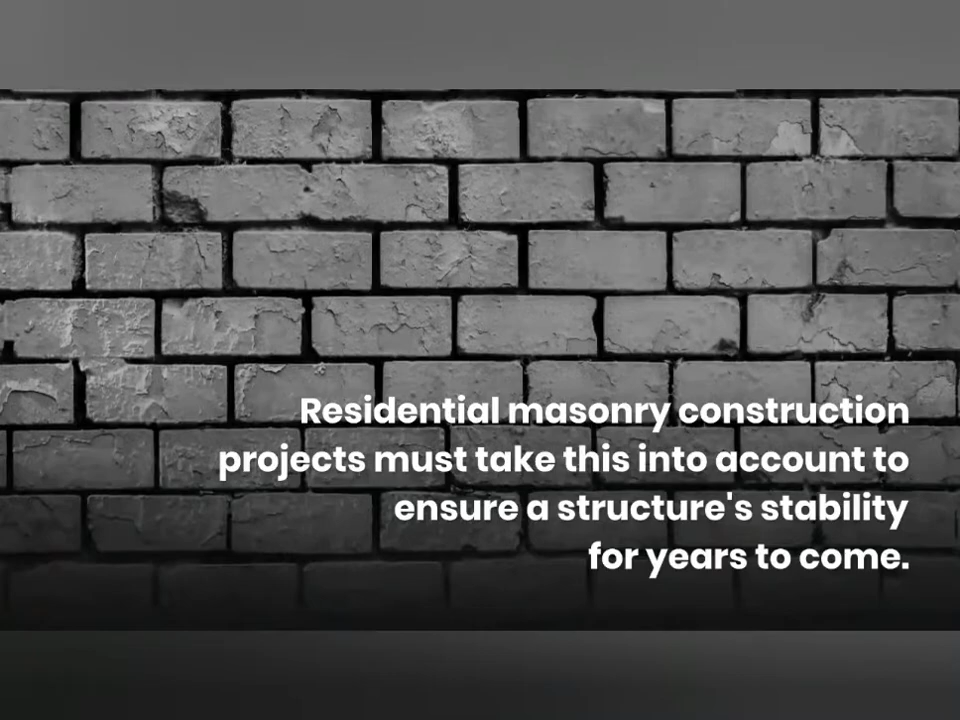 Residential masonry construction
projects must take this into account to
ensure a structure's stability
for years to come.